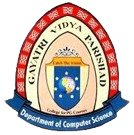 GAYATRI VIDYA PARISHAD
College for PG Courses
Department of Computer Science